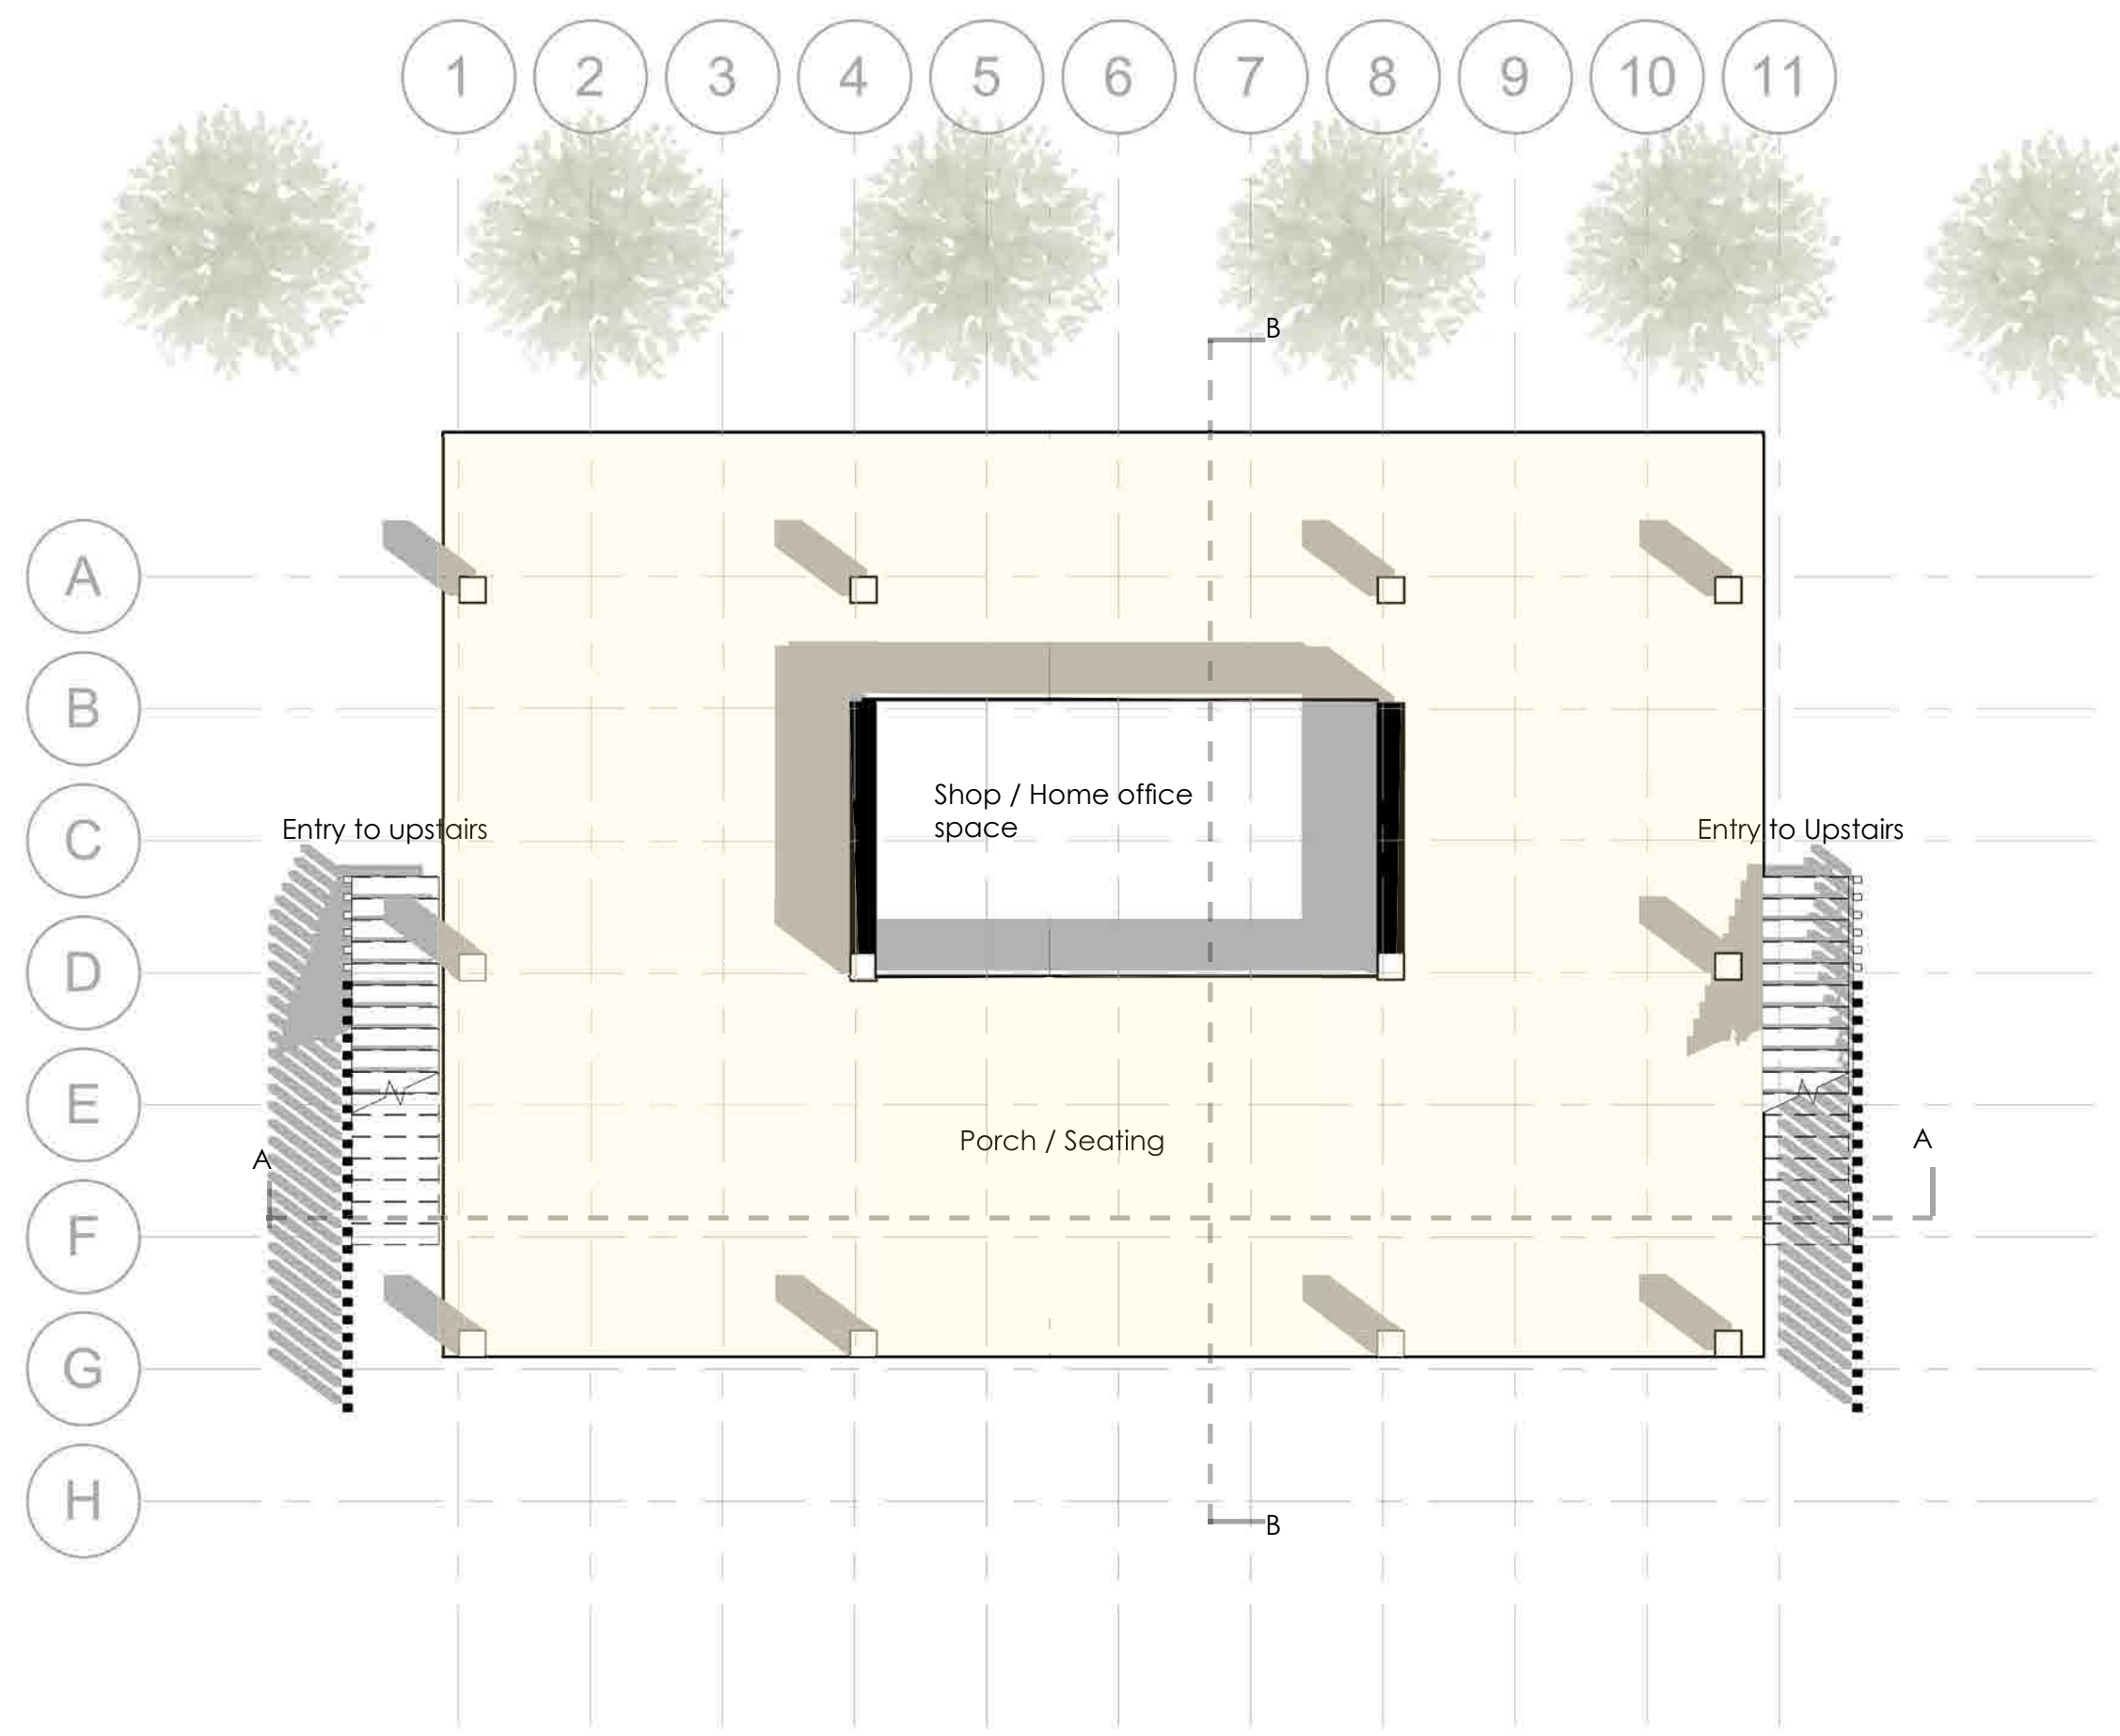 1 2 3 4 5 6 7 8 9 10 11
B
A
B
Shop / Home office
space
C
Entry to upstairs
Entry to Upstairs
D
E
Porch / Seating
A
A
F
G
H
B